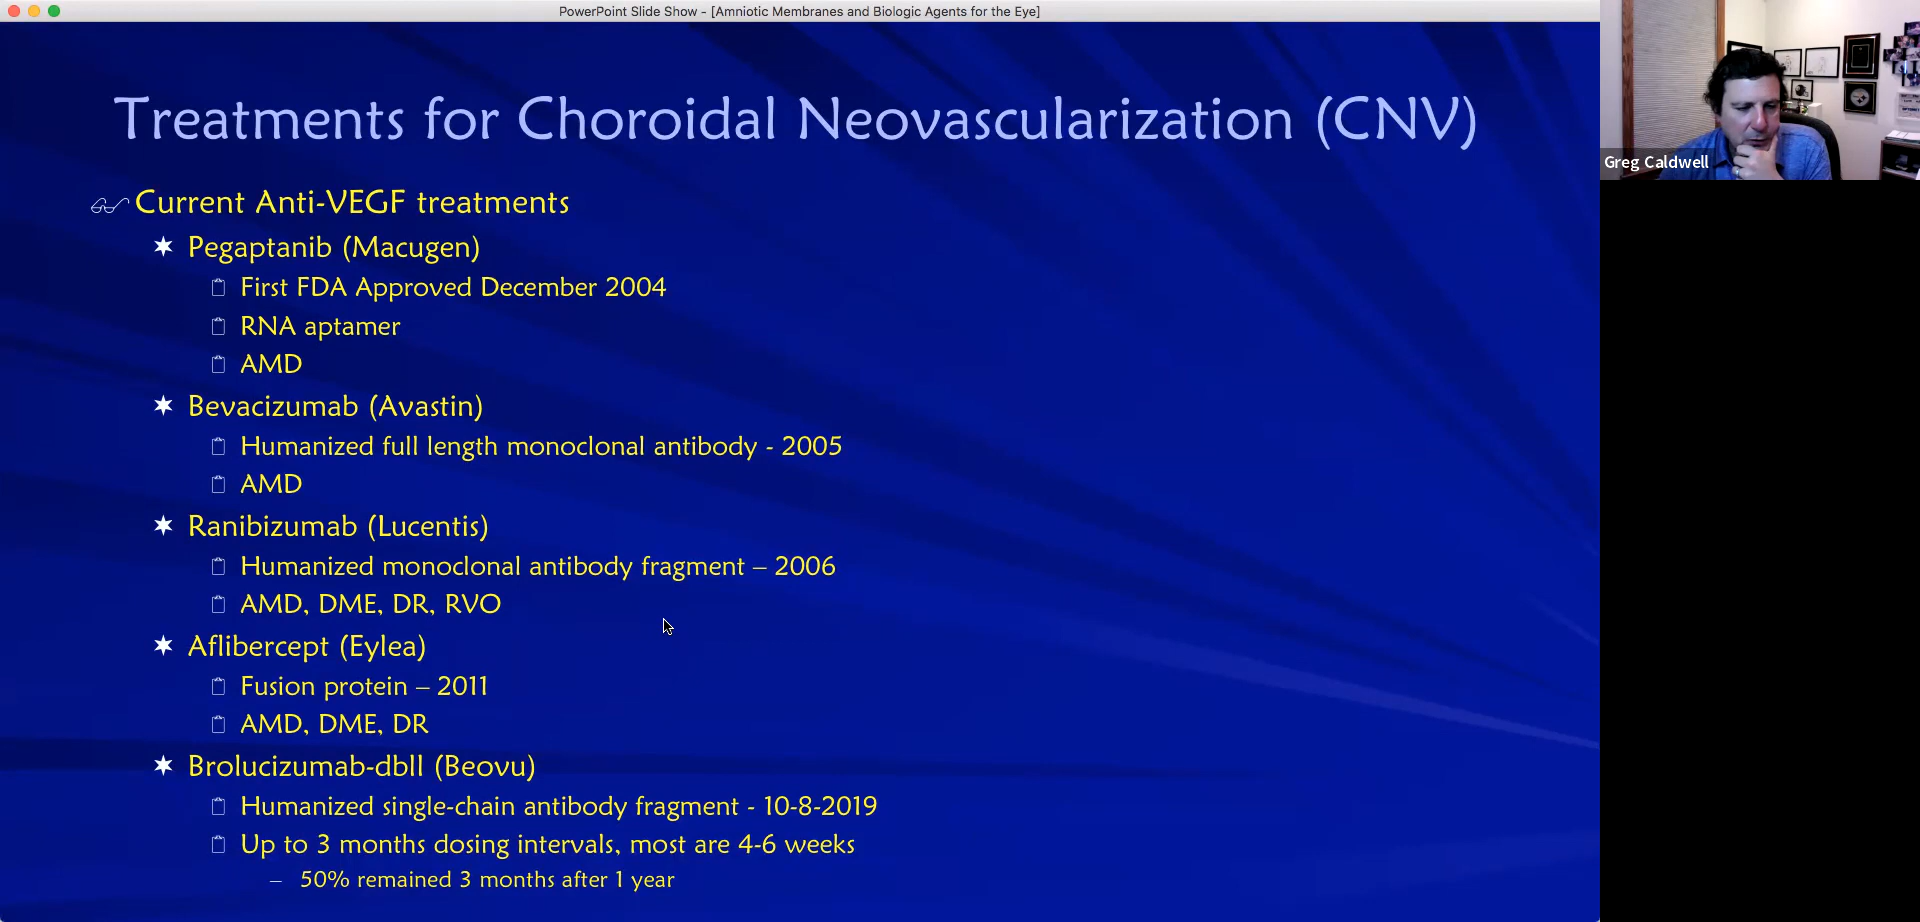 PowerPoint Slide Show - [Amniotic Membranes and Biologic Agents for the Eye]
Treatments for Choroidal Neovascularization (CNV)
Current Anti-VEGF treatments
Pegaptanib (Macugen)
First FDA Approved December 2004
RNA aptamer
AMD
Bevacizumab (Avastin)
Humanized full length monoclonal antibody - 2005
AMD
Ranibizumab (Lucentis)
Humanized monoclonal antibody fragment – 2006
AMD, DME, DR, RVO
Aflibercept (Eylea)
Fusion protein – 2011
AMD, DME, DR
Brolucizumab-dbll (Beovu)
Humanized single-chain antibody fragment - 10-8-2019
Up to 3 months dosing intervals, most are 4-6 weeks
– 50% remained 3 months after 1 year
Greg Caldwell